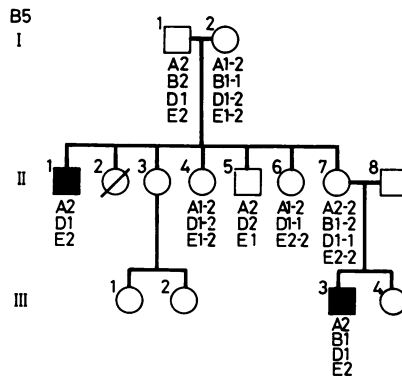 B5
I
1 2
A2 A1-2
B2 B1-1
D1 D1-2
E2 E1-2
II
1 2 3 4 5 6 7 8
A2 A1-2 A2 A1-2 A2-2
D1 D1-2 D2 D1-1 B1-2
E2 E1-2 E1 E2-2 D1-1
E2-2
III
1 2 3 4
A2
B1
D1
E2